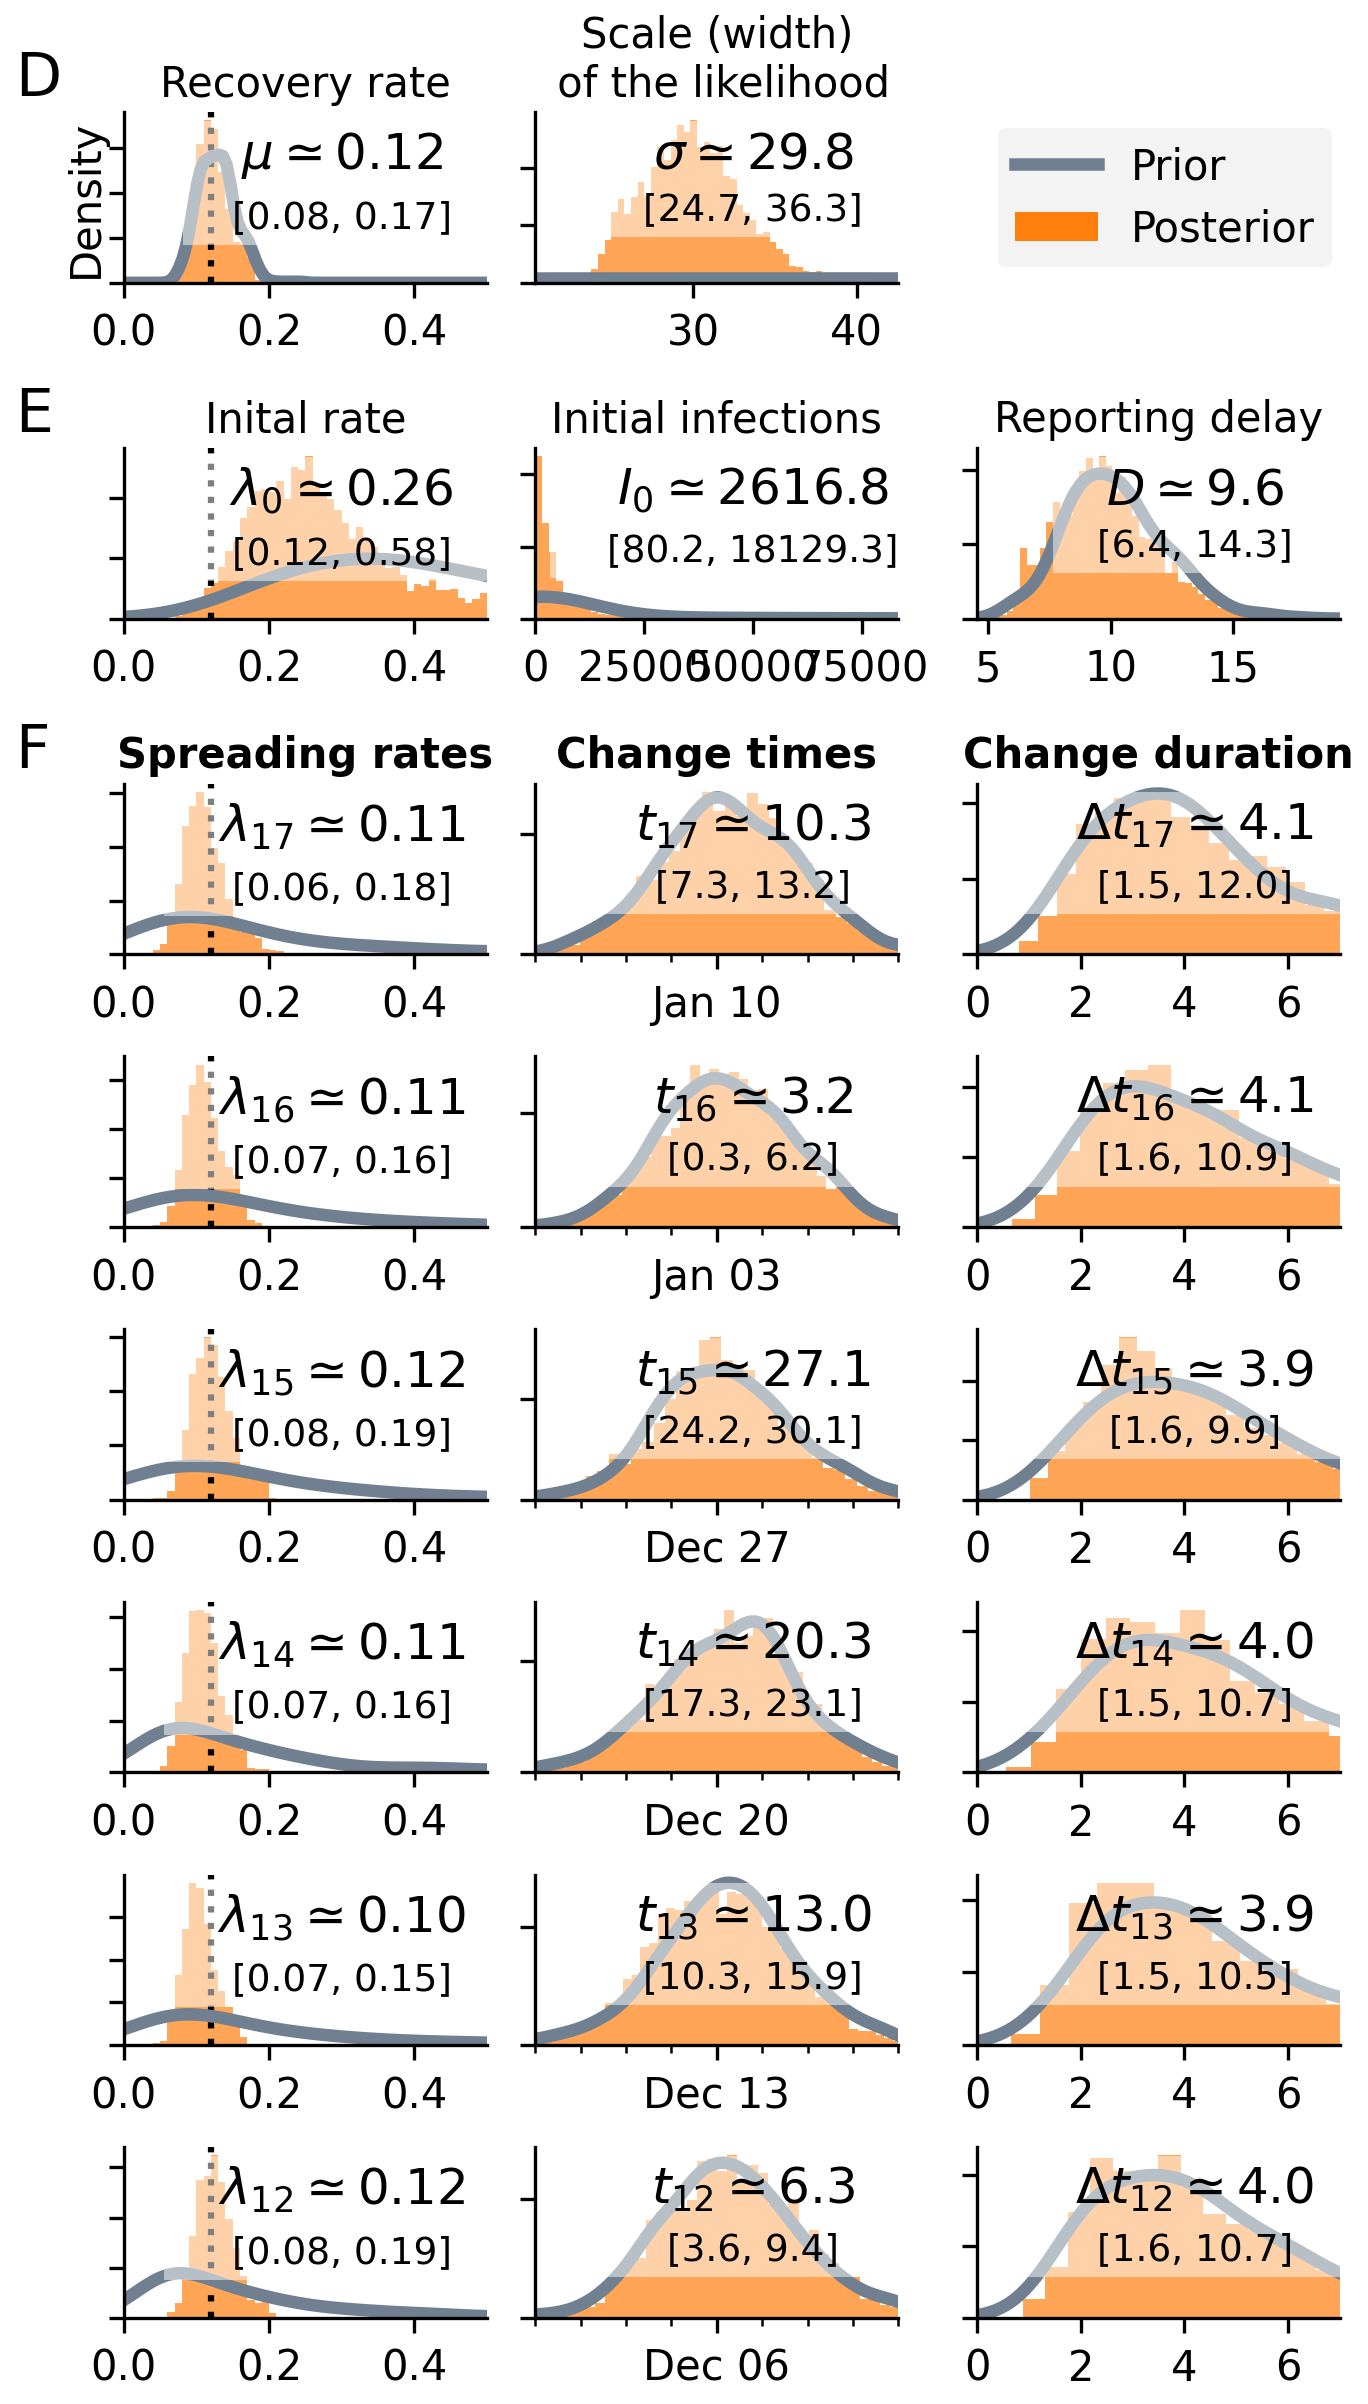 D
Recovery rate
Scale (width)
of the likelihood
Density
μ ≃ 0.12
[0.08, 0.17]
σ ≃ 29.8
[24.7, 36.3]
Prior
Posterior
0.0 0.2 0.4
30 40
E
Inital rate
Initial infections
Reporting delay
λ₀ ≃ 0.26
[0.12, 0.58]
I₀ ≃ 2616.8
[80.2, 18129.3]
D ≃ 9.6
[6.4, 14.3]
0.0 0.2 0.4
0 25000 50000 75000
5 10 15
F
Spreading rates
Change times
Change duration
λ₁₇ ≃ 0.11
[0.06, 0.18]
t₁₇ ≃ 10.3
[7.3, 13.2]
Δt₁₇ ≃ 4.1
[1.5, 12.0]
0.0 0.2 0.4
Jan 10
0 2 4 6
λ₁₆ ≃ 0.11
[0.07, 0.16]
t₁₆ ≃ 3.2
[0.3, 6.2]
Δt₁₆ ≃ 4.1
[1.6, 10.9]
0.0 0.2 0.4
Jan 03
0 2 4 6
λ₁₅ ≃ 0.12
[0.08, 0.19]
t₁₅ ≃ 27.1
[24.2, 30.1]
Δt₁₅ ≃ 3.9
[1.6, 9.9]
0.0 0.2 0.4
Dec 27
0 2 4 6
λ₁₄ ≃ 0.11
[0.07, 0.16]
t₁₄ ≃ 20.3
[17.3, 23.1]
Δt₁₄ ≃ 4.0
[1.5, 10.7]
0.0 0.2 0.4
Dec 20
0 2 4 6
λ₁₃ ≃ 0.10
[0.07, 0.15]
t₁₃ ≃ 13.0
[10.3, 15.9]
Δt₁₃ ≃ 3.9
[1.5, 10.5]
0.0 0.2 0.4
Dec 13
0 2 4 6
λ₁₂ ≃ 0.12
[0.08, 0.19]
t₁₂ ≃ 6.3
[3.6, 9.4]
Δt₁₂ ≃ 4.0
[1.6, 10.7]
0.0 0.2 0.4
Dec 06
0 2 4 6